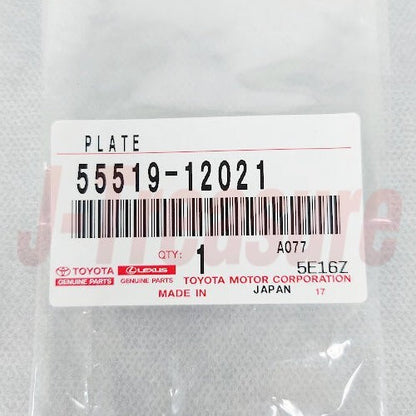 PLATE
55519-12021
J-Treasure
QTY: 1 A077
5E16Z
TOYOTA LEXUS
GENUINE PARTS GENUINE PARTS TOYOTA MOTOR CORPORATION
MADE IN JAPAN 17